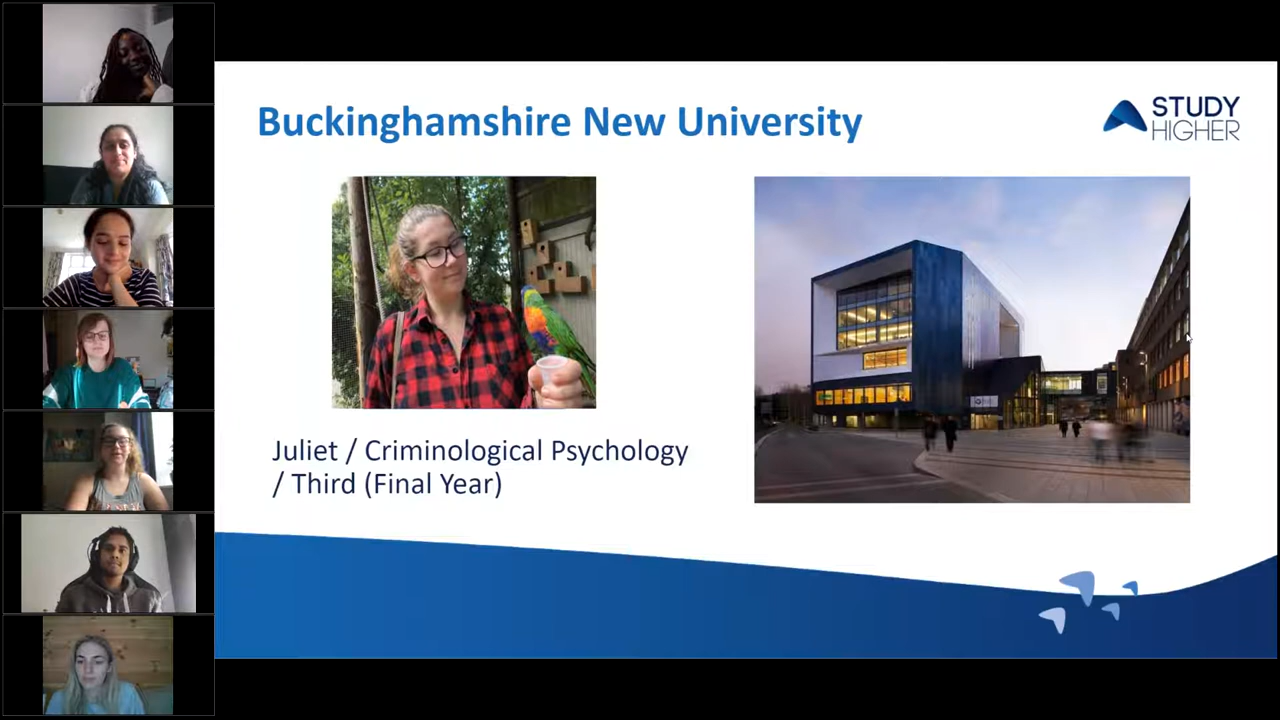 Buckinghamshire New University
STUDY
HIGHER
Juliet / Criminological Psychology
/ Third (Final Year)